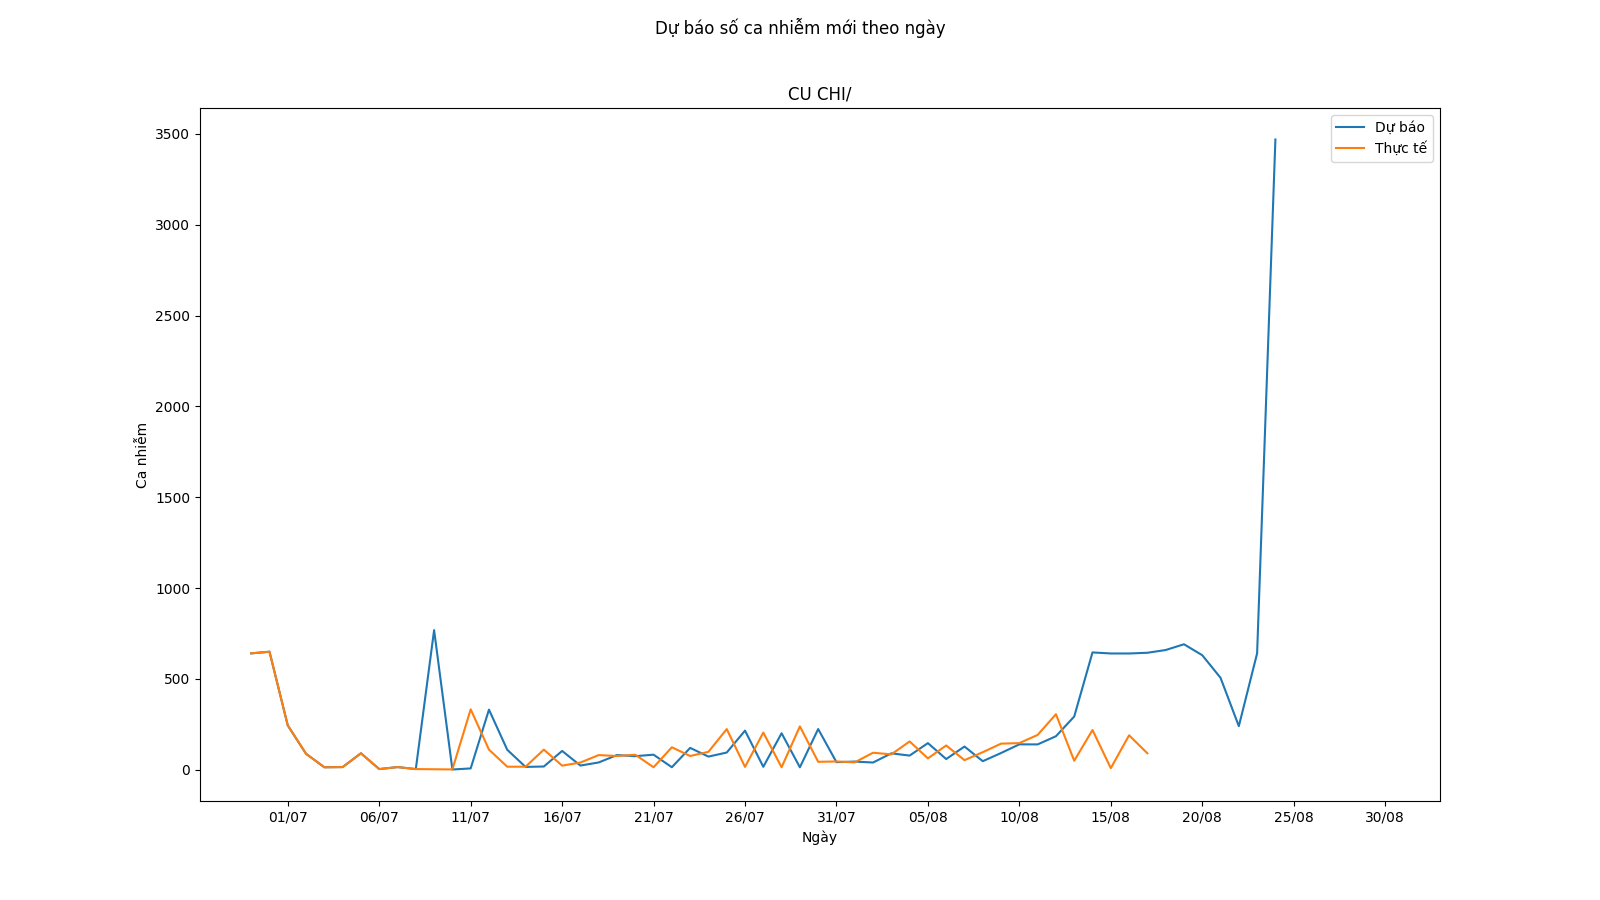 Dự báo số ca nhiễm mới theo ngày
CU CHI/
Dự báo
Thực tế
3500
3000
2500
2000
1500
1000
500
0
Ca nhiễm
01/07 06/07 11/07 16/07 21/07 26/07 31/07 05/08 10/08 15/08 20/08 25/08 30/08
Ngày